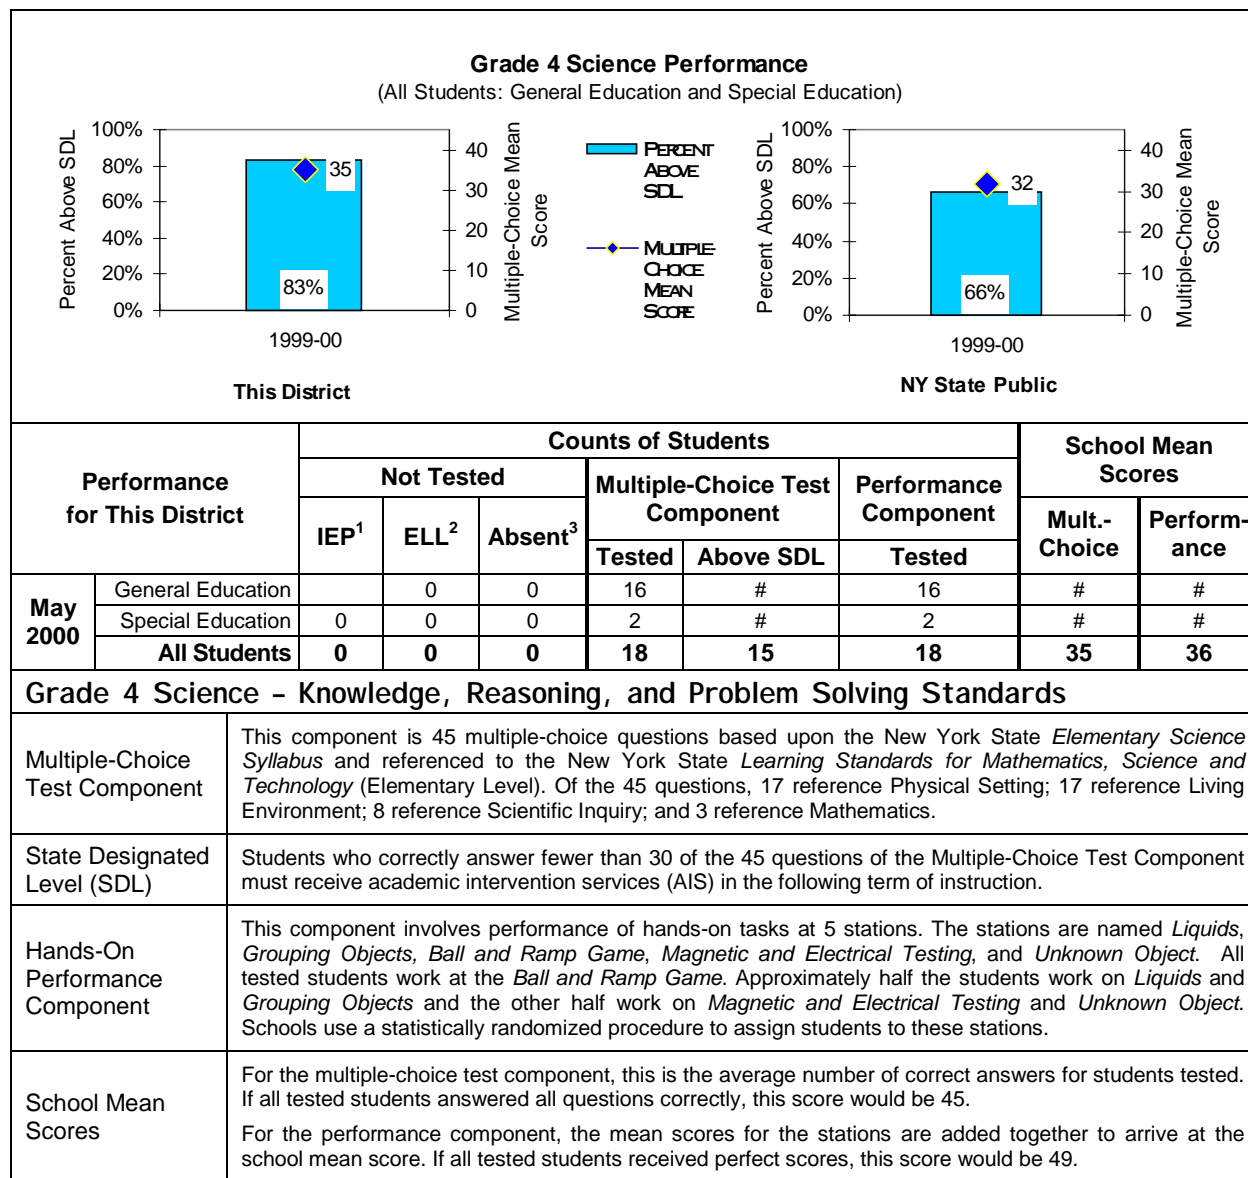 Grade 4 Science Performance
(All Students: General Education and Special Education)
Percent Above SDL
100%
80%
60%
40%
20%
0%
35
83%
40
30
20
10
0
Multiple-Choice Mean
Score
1999-00
This District
PERCENT
ABOVE
SDL
MULTIPLE-
CHOICE
MEAN
SCORE
Percent Above SDL
100%
80%
60%
40%
20%
0%
32
66%
40
30
20
10
0
Multiple-Choice Mean
Score
1999-00
NY State Public
Performance
for This District
Counts of Students
School Mean
Scores
Not Tested
Multiple-Choice Test
Component
Performance
Component
IEP1 ELL2 Absent3
Tested Above SDL Tested
Mult.-
Choice
Perform-
ance
May
2000
General Education 0 0 16 # 16 # #
Special Education 0 0 0 2 # 2 # #
All Students 0 0 0 18 15 18 35 36
Grade 4 Science – Knowledge, Reasoning, and Problem Solving Standards
Multiple-Choice
Test Component
This component is 45 multiple-choice questions based upon the New York State Elementary Science
Syllabus and referenced to the New York State Learning Standards for Mathematics, Science and
Technology (Elementary Level). Of the 45 questions, 17 reference Physical Setting; 17 reference Living
Environment; 8 reference Scientific Inquiry; and 3 reference Mathematics.
State Designated
Level (SDL)
Students who correctly answer fewer than 30 of the 45 questions of the Multiple-Choice Test Component
must receive academic intervention services (AIS) in the following term of instruction.
Hands-On
Performance
Component
This component involves performance of hands-on tasks at 5 stations. The stations are named Liquids,
Grouping Objects, Ball and Ramp Game, Magnetic and Electrical Testing, and Unknown Object. All
tested students work at the Ball and Ramp Game. Approximately half the students work on Liquids and
Grouping Objects and the other half work on Magnetic and Electrical Testing and Unknown Object.
Schools use a statistically randomized procedure to assign students to these stations.
School Mean
Scores
For the multiple-choice test component, this is the average number of correct answers for students tested.
If all tested students answered all questions correctly, this score would be 45.
For the performance component, the mean scores for the stations are added together to arrive at the
school mean score. If all tested students received perfect scores, this score would be 49.